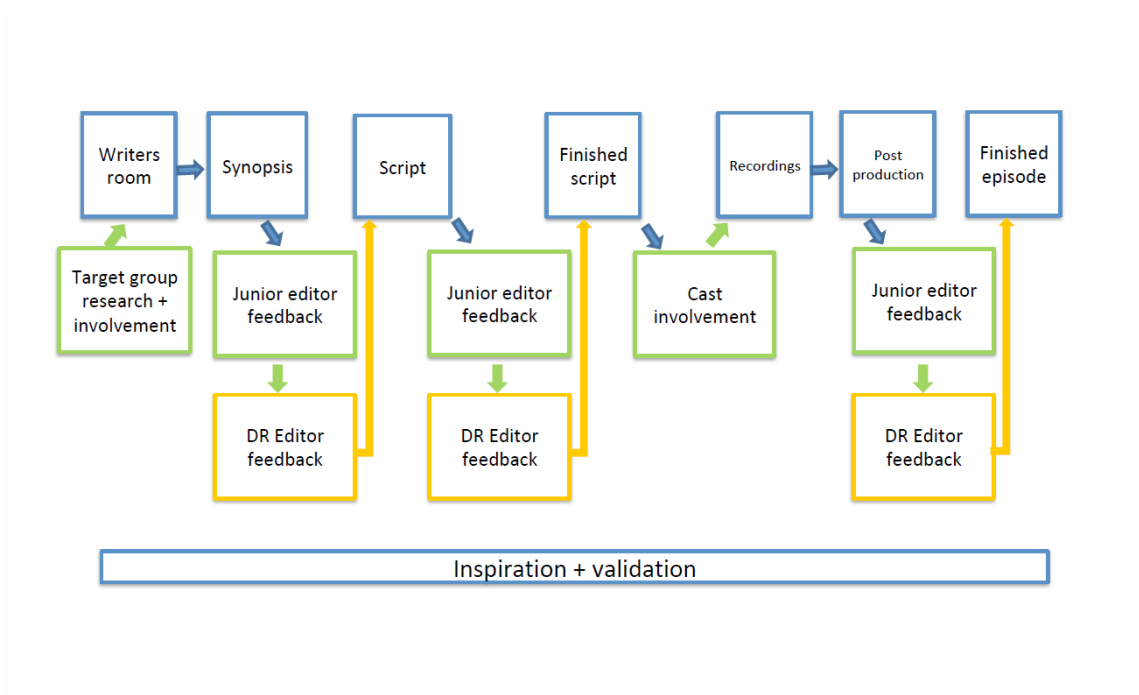 Writers
room
Synopsis
Script
Finished
script
Recordings
Post
production
Finished
episode
Target group
research +
involvement
Junior editor
feedback
Junior editor
feedback
Cast
involvement
Junior editor
feedback
DR Editor
feedback
DR Editor
feedback
DR Editor
feedback
Inspiration + validation